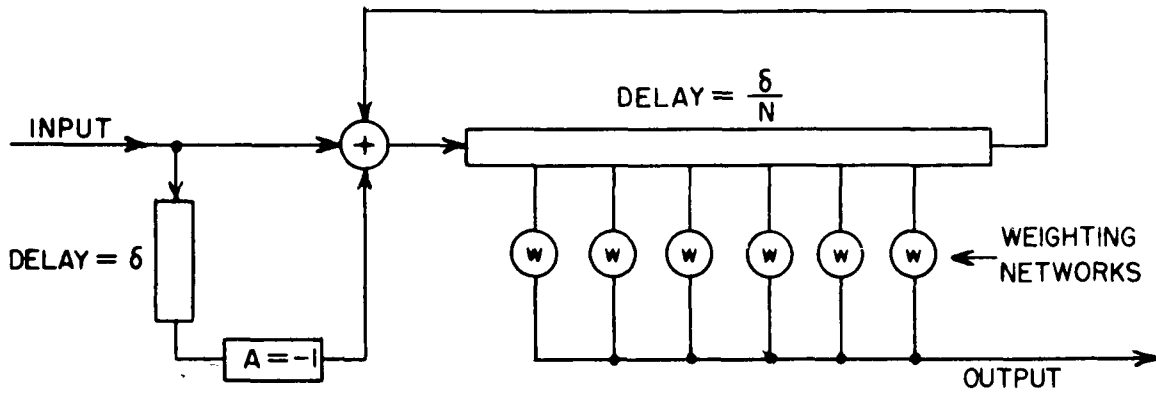 DELAY = δ/N
INPUT
+
DELAY = δ
W W W W W W
WEIGHTING
NETWORKS
A = -1
OUTPUT